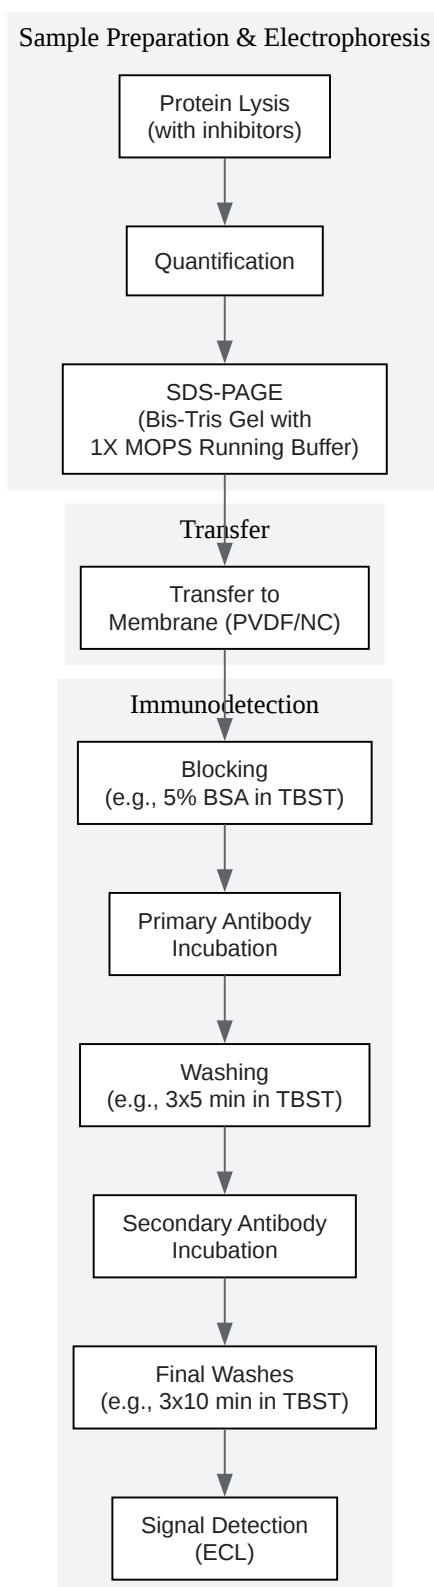 Sample Preparation & Electrophoresis
Protein Lysis
(with inhibitors)
Quantification
SDS-PAGE
(Bis-Tris Gel with
1X MOPS Running Buffer)
Transfer
Transfer to
Membrane (PVDF/NC)
Immunodetection
Blocking
(e.g., 5% BSA in TBST)
Primary Antibody
Incubation
Washing
(e.g., 3x5 min in TBST)
Secondary Antibody
Incubation
Final Washes
(e.g., 3x10 min in TBST)
Signal Detection
(ECL)